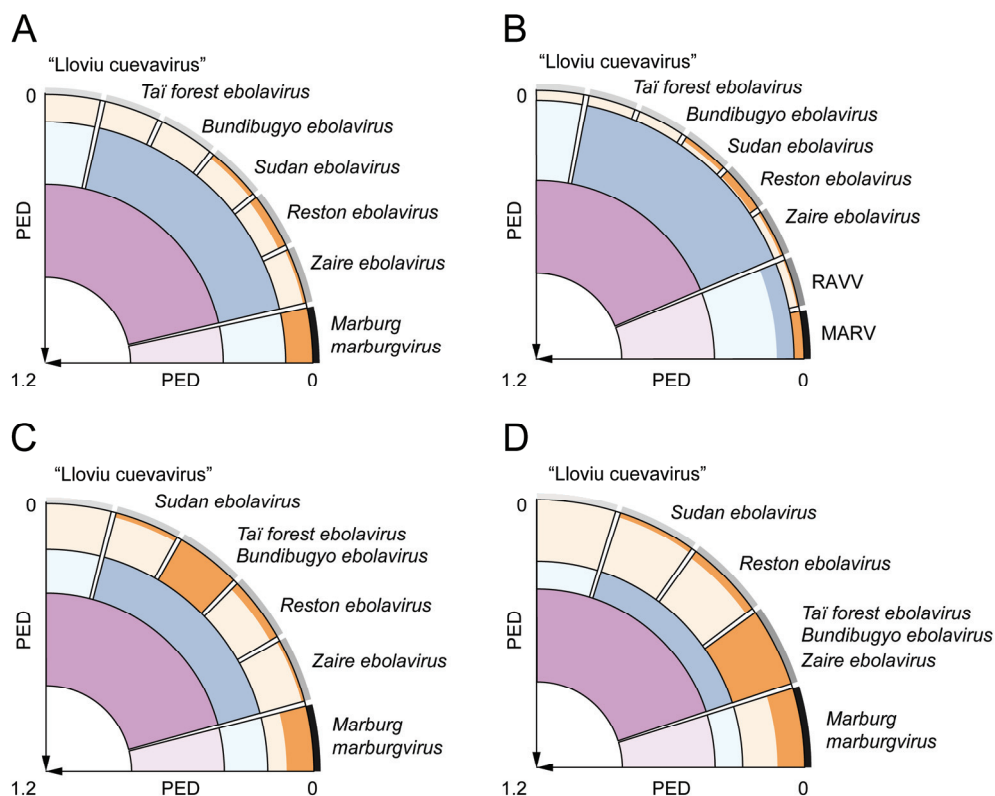 A
"Lloviu cuevavirus"
0
Taï forest ebolavirus
Bundibugyo ebolavirus
Sudan ebolavirus
Reston ebolavirus
Zaire ebolavirus
Marburg
marburgvirus
PED
1.2
PED
0
B
"Lloviu cuevavirus"
0
Taï forest ebolavirus
Bundibugyo ebolavirus
Sudan ebolavirus
Reston ebolavirus
Zaire ebolavirus
RAVV
MARV
PED
1.2
PED
0
C
"Lloviu cuevavirus"
0
Sudan ebolavirus
Taï forest ebolavirus
Bundibugyo ebolavirus
Reston ebolavirus
Zaire ebolavirus
Marburg
marburgvirus
PED
1.2
PED
0
D
"Lloviu cuevavirus"
0
Sudan ebolavirus
Reston ebolavirus
Taï forest ebolavirus
Bundibugyo ebolavirus
Zaire ebolavirus
Marburg
marburgvirus
PED
1.2
PED
0